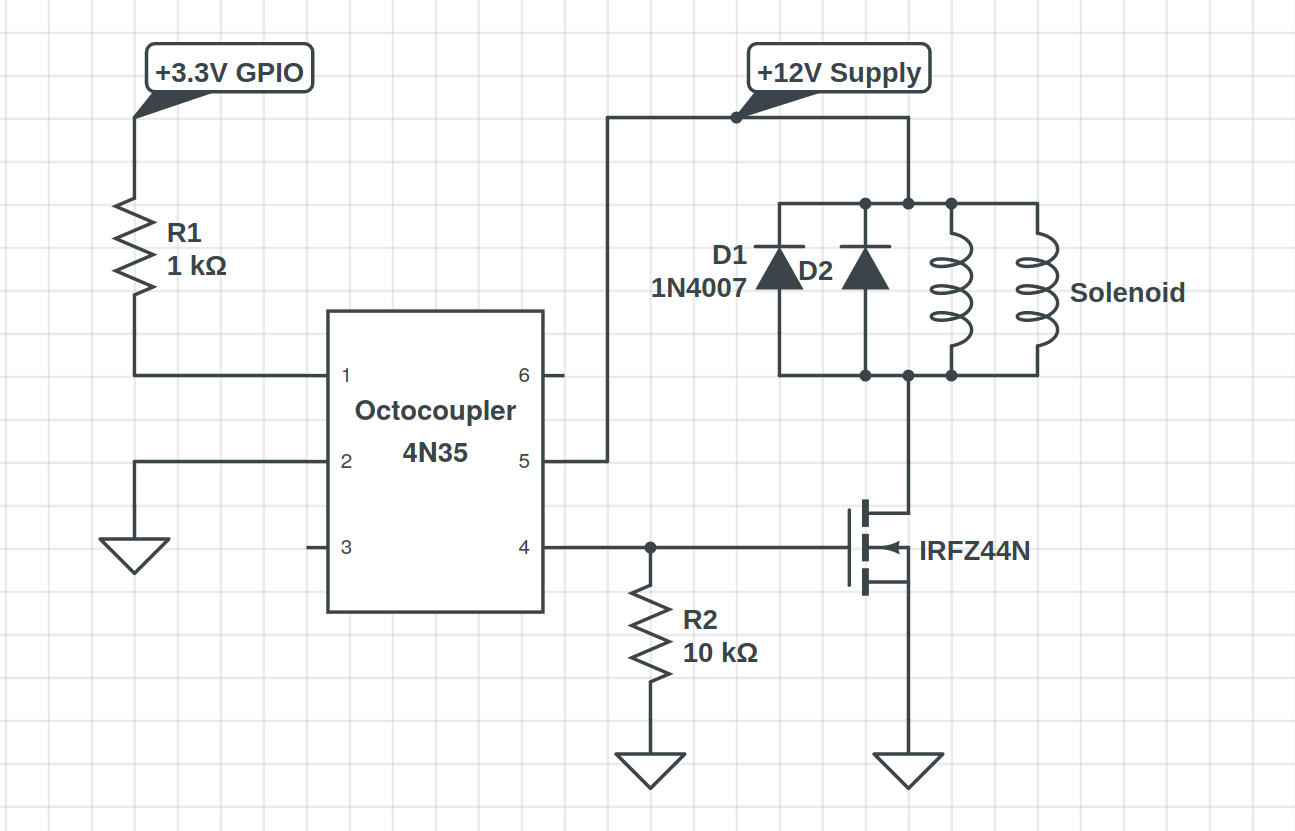 +3.3V GPIO
+12V Supply
R1
1 kΩ
D1
1N4007
D2
Solenoid
1
6
Octocoupler
4N35
2
5
3
4
IRFZ44N
R2
10 kΩ